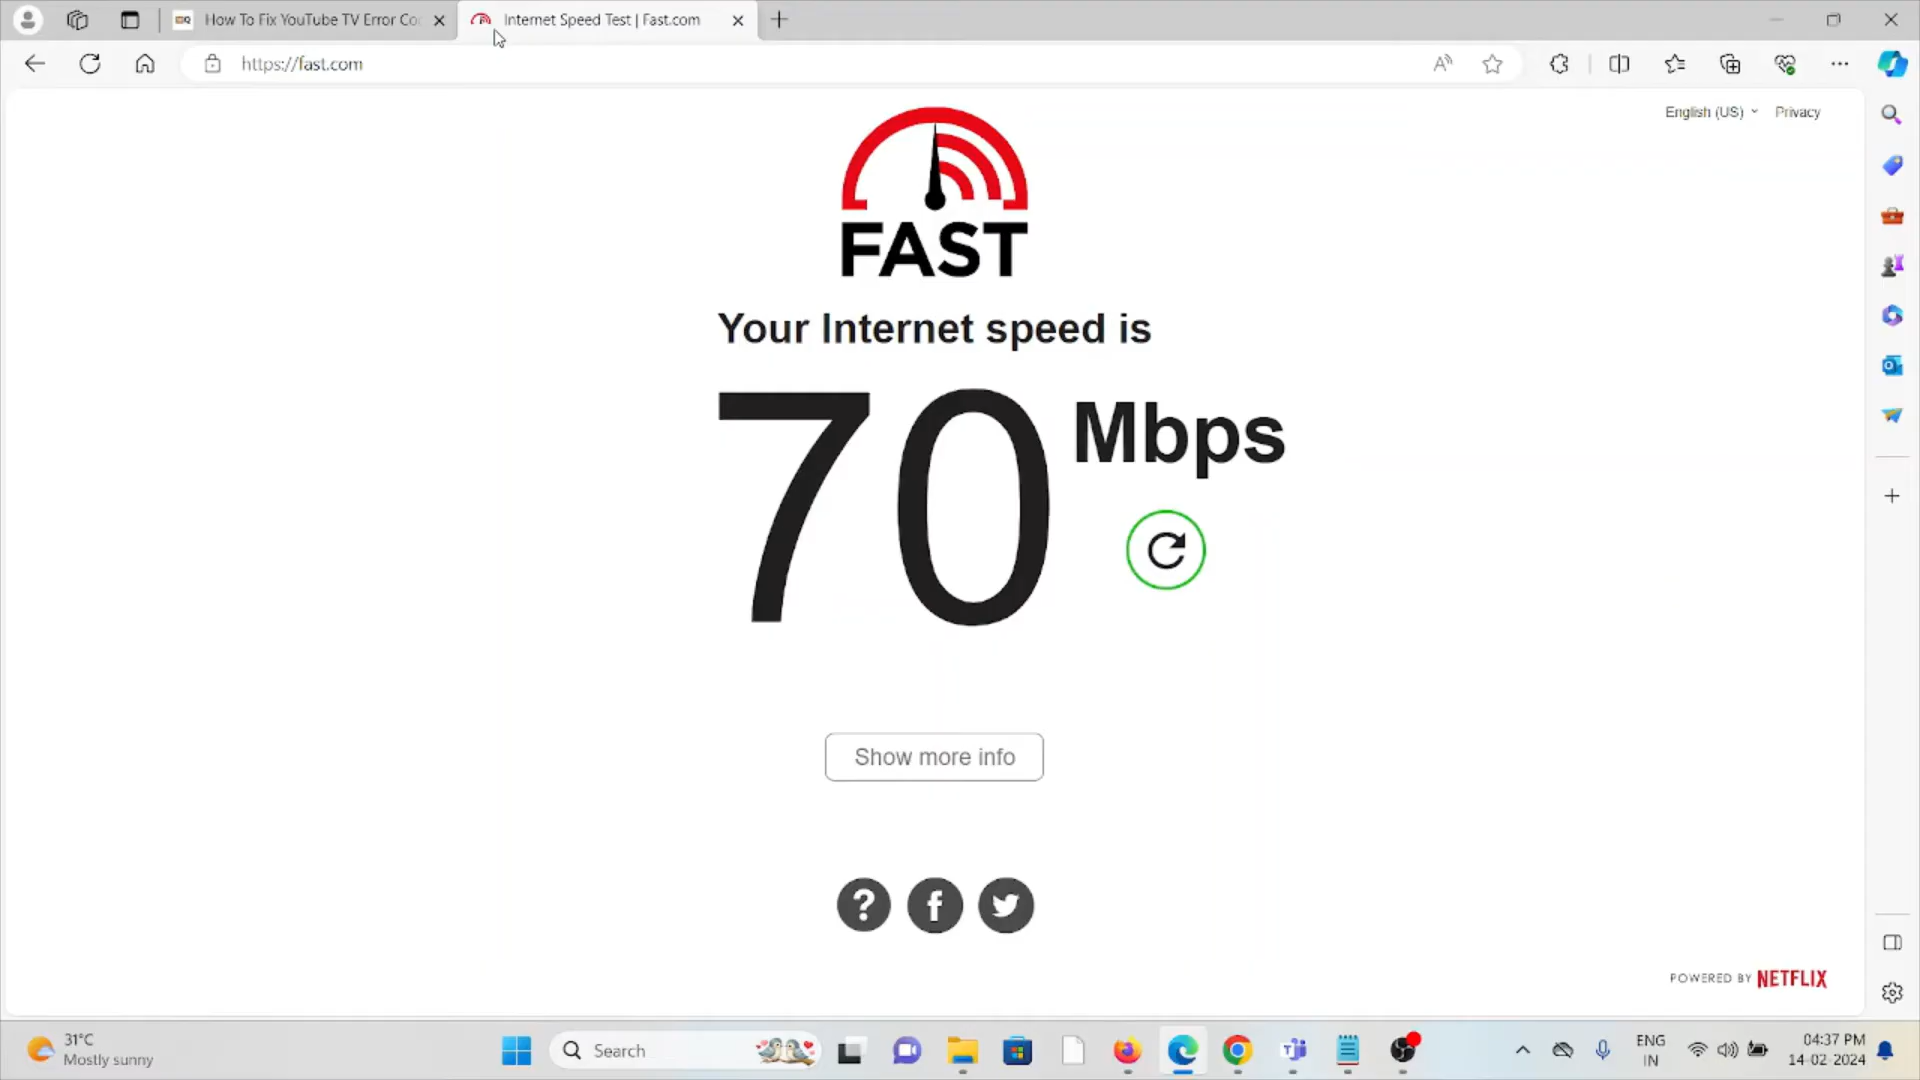 How To Fix YouTube TV Error Co
Internet Speed Test | Fast.com
https://fast.com
English (US)
Privacy
FAST
Your Internet speed is
70 Mbps
Show more info
POWERED BY NETFLIX
31°C
Mostly sunny
Search
ENG
IN
04:37 PM
14-02-2024